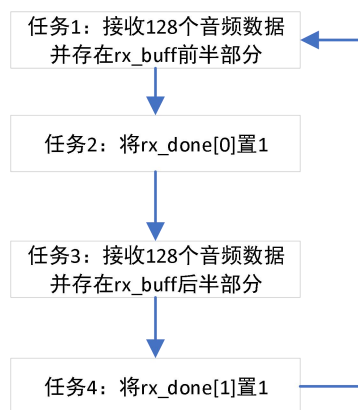 任务1：接收128个音频数据
并存在rx_buff前半部分
任务2：将rx_done[0]置1
任务3：接收128个音频数据
并存在rx_buff后半部分
任务4：将rx_done[1]置1